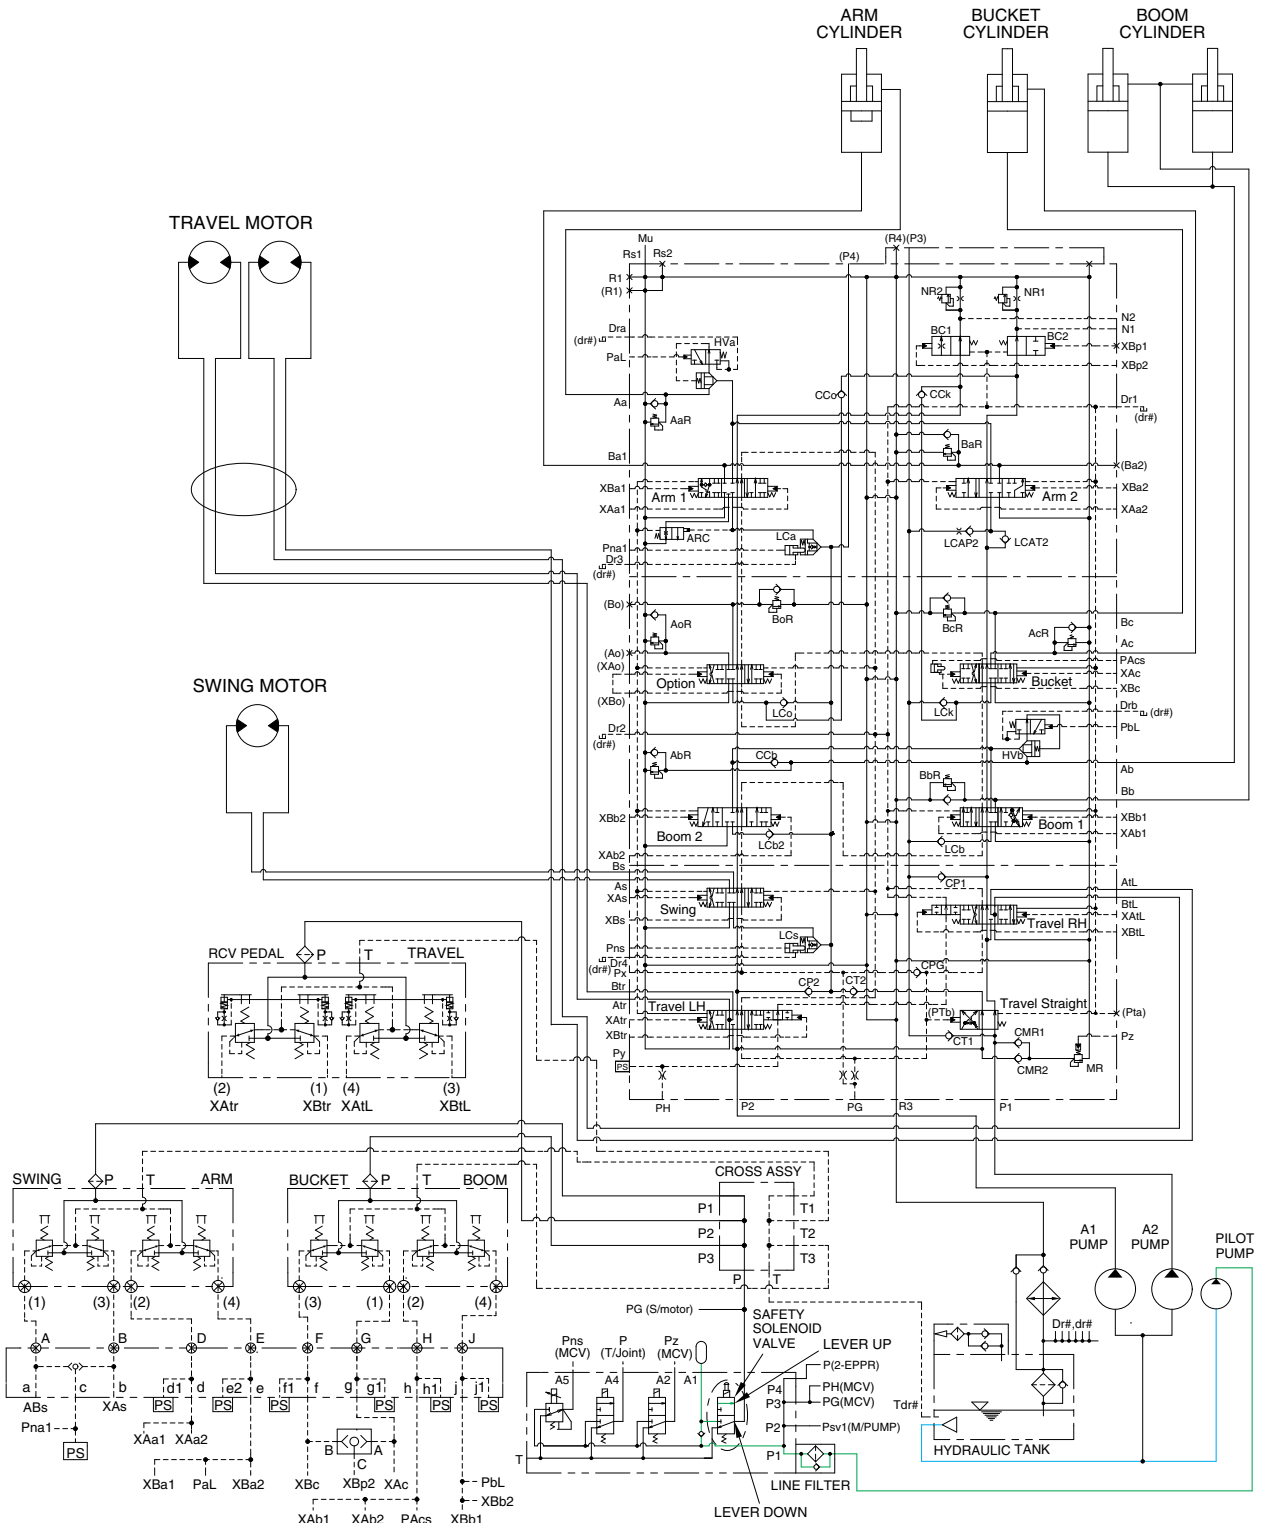 ARM
CYLINDER
BUCKET
CYLINDER
BOOM
CYLINDER
TRAVEL MOTOR
SWING MOTOR
Mu
Rs1
Rs2
(P4)
(R4)(P3)
R1
(R1)
NR2
NR1
N2
N1
Dra
(dr#)
HVa
BC1
BC2
XBp1
PaL
XBp2
CCo
CCk
Aa
AaR
Dr1
(dr#)
BaR
Ba1
(Ba2)
XBa1
Arm 1
Arm 2
XBa2
XAa1
XAa2
ARC
LCa
LCAP2
LCAT2
Pna1
Dr3
(dr#)
(Bo)
BoR
BcR
Bc
AoR
AcR
Ac
(Ao)
PAcs
(XAo)
XAc
Option
Bucket
XBc
(XBo)
LCo
LCk
Drb
(dr#)
Dr2
(dr#)
PbL
HVb
AbR
CCb
Ab
BbR
Bb
XBb2
XBb1
Boom 2
Boom 1
XAb1
LCb2
LCb
XAb2
Bs
CP1
AtL
As
XAs
BtL
XAtL
Swing
XBs
Travel RH
XBtL
LCs
Pns
(dr#)
Dr4
Px
CPG
Btr
CP2
CT2
Atr
Travel LH
Travel Straight
XAtr
(PTb)
(Pta)
XBtr
CT1
CMR1
Pz
Py
PS
CMR2
MR
PH
P2
PG
R3
P1
RCV PEDAL
P
T
TRAVEL
(2)
(1)
(4)
(3)
XAtr
XBtr
XAtL
XBtL
SWING
P
T
ARM
BUCKET
P
T
BOOM
(1)
(3)
(2)
(4)
(3)
(1)
(2)
(4)
A
B
D
E
F
G
H
J
a
c
b
d1
d
e2
e
f1
f
g
g1
h
h1
j
j1
ABs
XAs
PS
PS
PS
PS
PS
PS
Pna1
PS
XAa1
XAa2
B
A
C
XBa1
PaL
XBa2
XBc
XBp2
XAc
PbL
XBb2
XAb1
XAb2
PAcs
XBb1
CROSS ASSY
P1
T1
P2
T2
P3
T3
P
T
PG (S/motor)
SAFETY
SOLENOID
VALVE
LEVER UP
Pns
(MCV)
P
(T/Joint)
Pz
(MCV)
P(2-EPPR)
A5
A4
A2
A1
P4
PH(MCV)
P3
PG(MCV)
P2
Psv1(M/PUMP)
T
P1
LINE FILTER
LEVER DOWN
A1
PUMP
A2
PUMP
PILOT
PUMP
Dr#,dr#
Tdr#
HYDRAULIC TANK